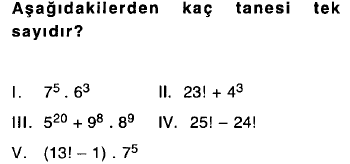 Aşağıdakilerden kaç tanesi tek
sayıdır?
I. 7⁵ . 6³ II. 23! + 4³
III. 5²⁰ + 9⁸ . 8⁹ IV. 25! – 24!
V. (13! – 1) . 7⁵